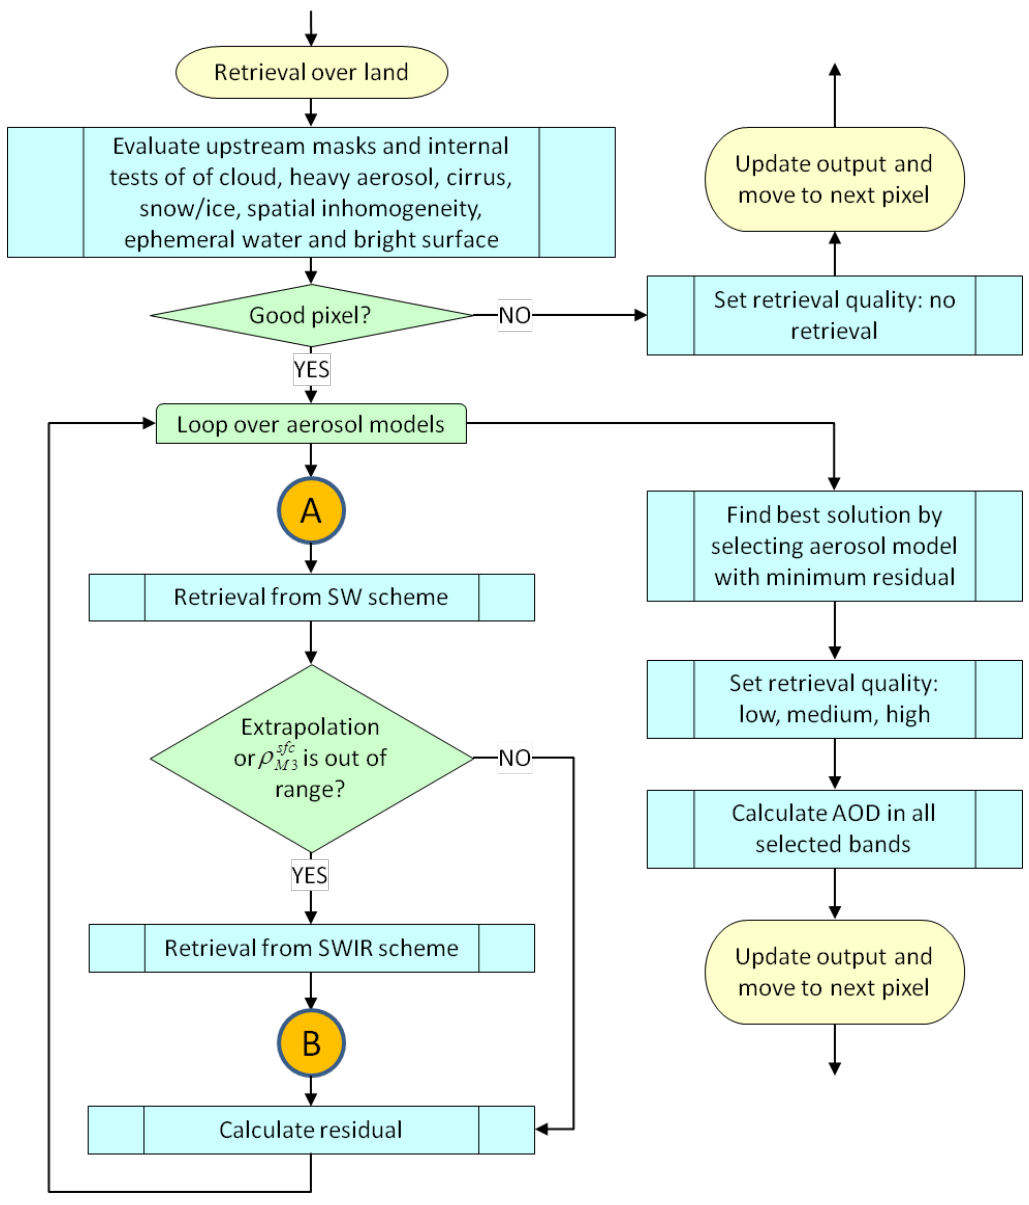 Retrieval over land
Evaluate upstream masks and internal
tests of of cloud, heavy aerosol, cirrus,
snow/ice, spatial inhomogeneity,
ephemeral water and bright surface
Good pixel?
NO
YES
Set retrieval quality: no
retrieval
Update output and
move to next pixel
Loop over aerosol models
A
Retrieval from SW scheme
Extrapolation
or ρ_{M3}^{sfc} is out of
range?
NO
YES
Retrieval from SWIR scheme
B
Calculate residual
Find best solution by
selecting aerosol model
with minimum residual
Set retrieval quality:
low, medium, high
Calculate AOD in all
selected bands
Update output and
move to next pixel